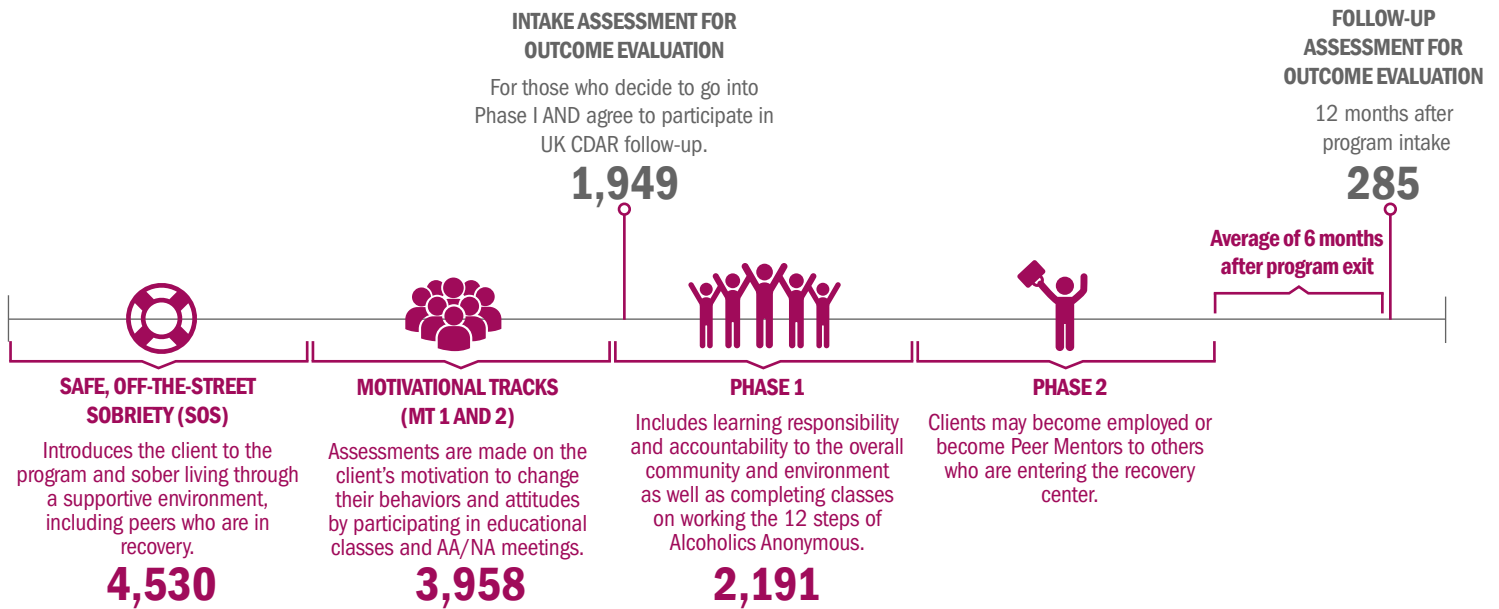 INTAKE ASSESSMENT FOR
OUTCOME EVALUATION
For those who decide to go into
Phase I AND agree to participate in
UK CDAR follow-up.
1,949
FOLLOW-UP
ASSESSMENT FOR
OUTCOME EVALUATION
12 months after
program intake
285
Average of 6 months
after program exit
SAFE, OFF-THE-STREET
SOBRIETY (SOS)
Introduces the client to the
program and sober living through
a supportive environment,
including peers who are in
recovery.
4,530
MOTIVATIONAL TRACKS
(MT 1 AND 2)
Assessments are made on the
client's motivation to change
their behaviors and attitudes
by participating in educational
classes and AA/NA meetings.
3,958
PHASE 1
Includes learning responsibility
and accountability to the overall
community and environment
as well as completing classes
on working the 12 steps of
Alcoholics Anonymous.
2,191
PHASE 2
Clients may become employed or
become Peer Mentors to others
who are entering the recovery
center.